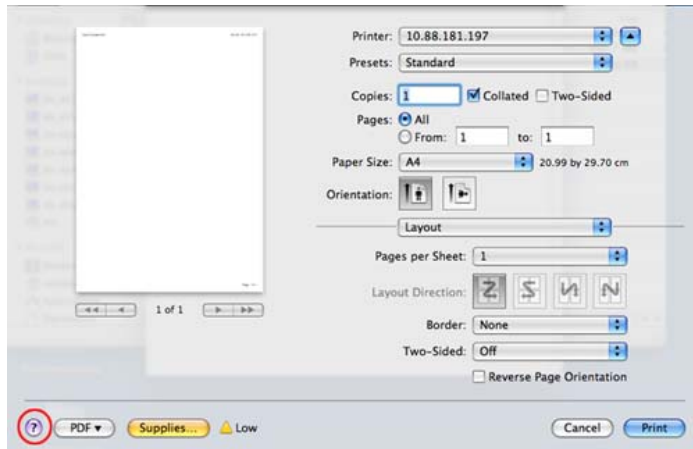 Printer: 10.88.181.197
Presets: Standard
Copies: 1 Collated Two-Sided
Pages: All
From: 1 to: 1
Paper Size: A4 20.99 by 29.70 cm
Orientation:
Layout
Pages per Sheet: 1
Layout Direction:
1 of 1
Border: None
Two-Sided: Off
Reverse Page Orientation
? PDF Supplies... Low Cancel Print